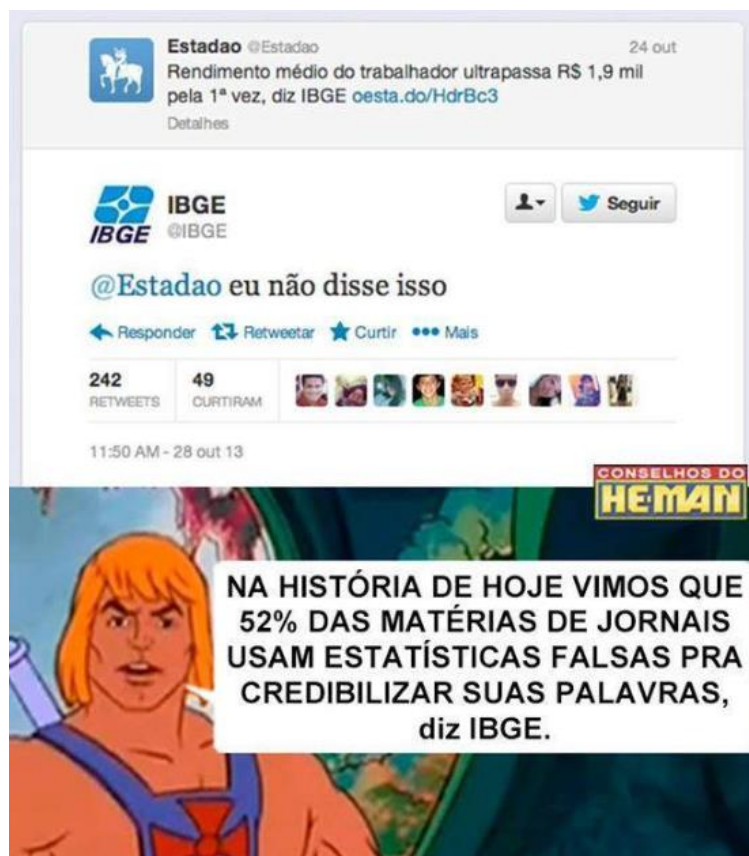 Estadao @Estadao 24 out
Rendimento médio do trabalhador ultrapassa R$ 1,9 mil
pela 1ª vez, diz IBGE oesta.do/HdrBc3
Detalhes
IBGE
IBGE
@IBGE
Seguir
@Estadao eu não disse isso
Responder Retweetar Curtir Mais
242 49
RETWEETS CURTIRAM
11:50 AM - 28 out 13
CONSELHOS DO
HE-MAN
NA HISTÓRIA DE HOJE VIMOS QUE
52% DAS MATÉRIAS DE JORNAIS
USAM ESTATÍSTICAS FALSAS PRA
CREDIBILIZAR SUAS PALAVRAS,
diz IBGE.